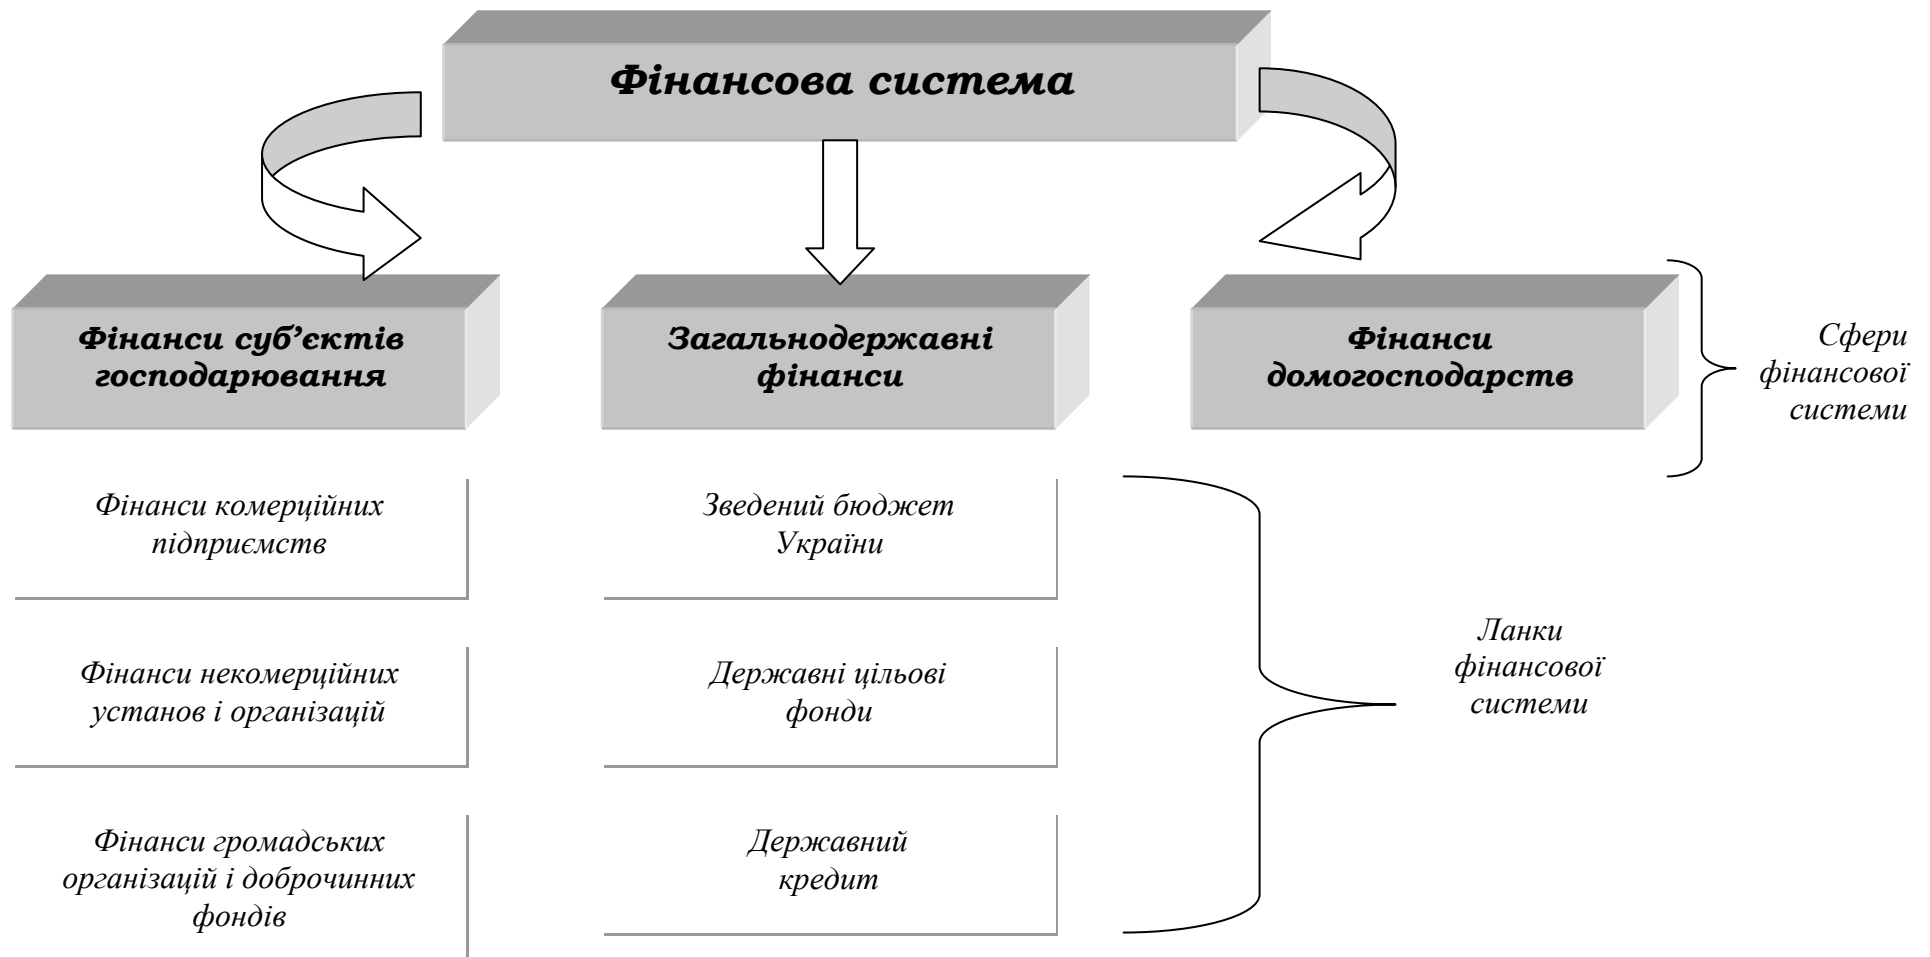 Фінансова система
Фінанси суб’єктів
господарювання
Загальнодержавні
фінанси
Фінанси
домогосподарств
Сфери
фінансової
системи
Фінанси комерційних
підприємств
Зведений бюджет
України
Фінанси некомерційних
установ і організацій
Державні цільові
фонди
Ланки
фінансової
системи
Фінанси громадських
організацій і доброчинних
фондів
Державний
кредит